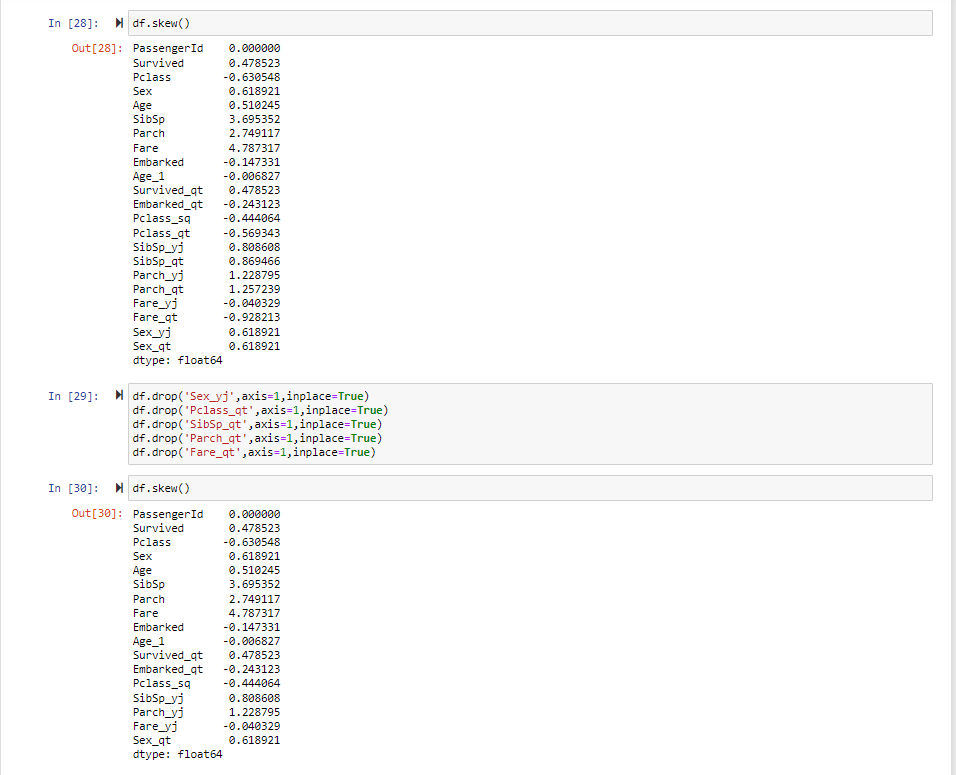 In [28]: df.skew()
Out[28]: PassengerId 0.000000
Survived 0.478523
Pclass -0.630548
Sex 0.618921
Age 0.510245
SibSp 3.695352
Parch 2.749117
Fare 4.787317
Embarked -0.147331
Age_1 -0.006827
Survived_qt 0.478523
Embarked_qt -0.243123
Pclass_sq -0.444064
Pclass_qt -0.569343
SibSp_yj 0.808608
SibSp_qt 0.869466
Parch_yj 1.228795
Parch_qt 1.257239
Fare_yj -0.040329
Fare_qt -0.928213
Sex_yj 0.618921
Sex_qt 0.618921
dtype: float64
In [29]: df.drop('Sex_yj',axis=1,inplace=True)
df.drop('Pclass_qt',axis=1,inplace=True)
df.drop('SibSp_qt',axis=1,inplace=True)
df.drop('Parch_qt',axis=1,inplace=True)
df.drop('Fare_qt',axis=1,inplace=True)
In [30]: df.skew()
Out[30]: PassengerId 0.000000
Survived 0.478523
Pclass -0.630548
Sex 0.618921
Age 0.510245
SibSp 3.695352
Parch 2.749117
Fare 4.787317
Embarked -0.147331
Age_1 -0.006827
Survived_qt 0.478523
Embarked_qt -0.243123
Pclass_sq -0.444064
SibSp_yj 0.808608
Parch_yj 1.228795
Fare_yj -0.040329
Sex_qt 0.618921
dtype: float64